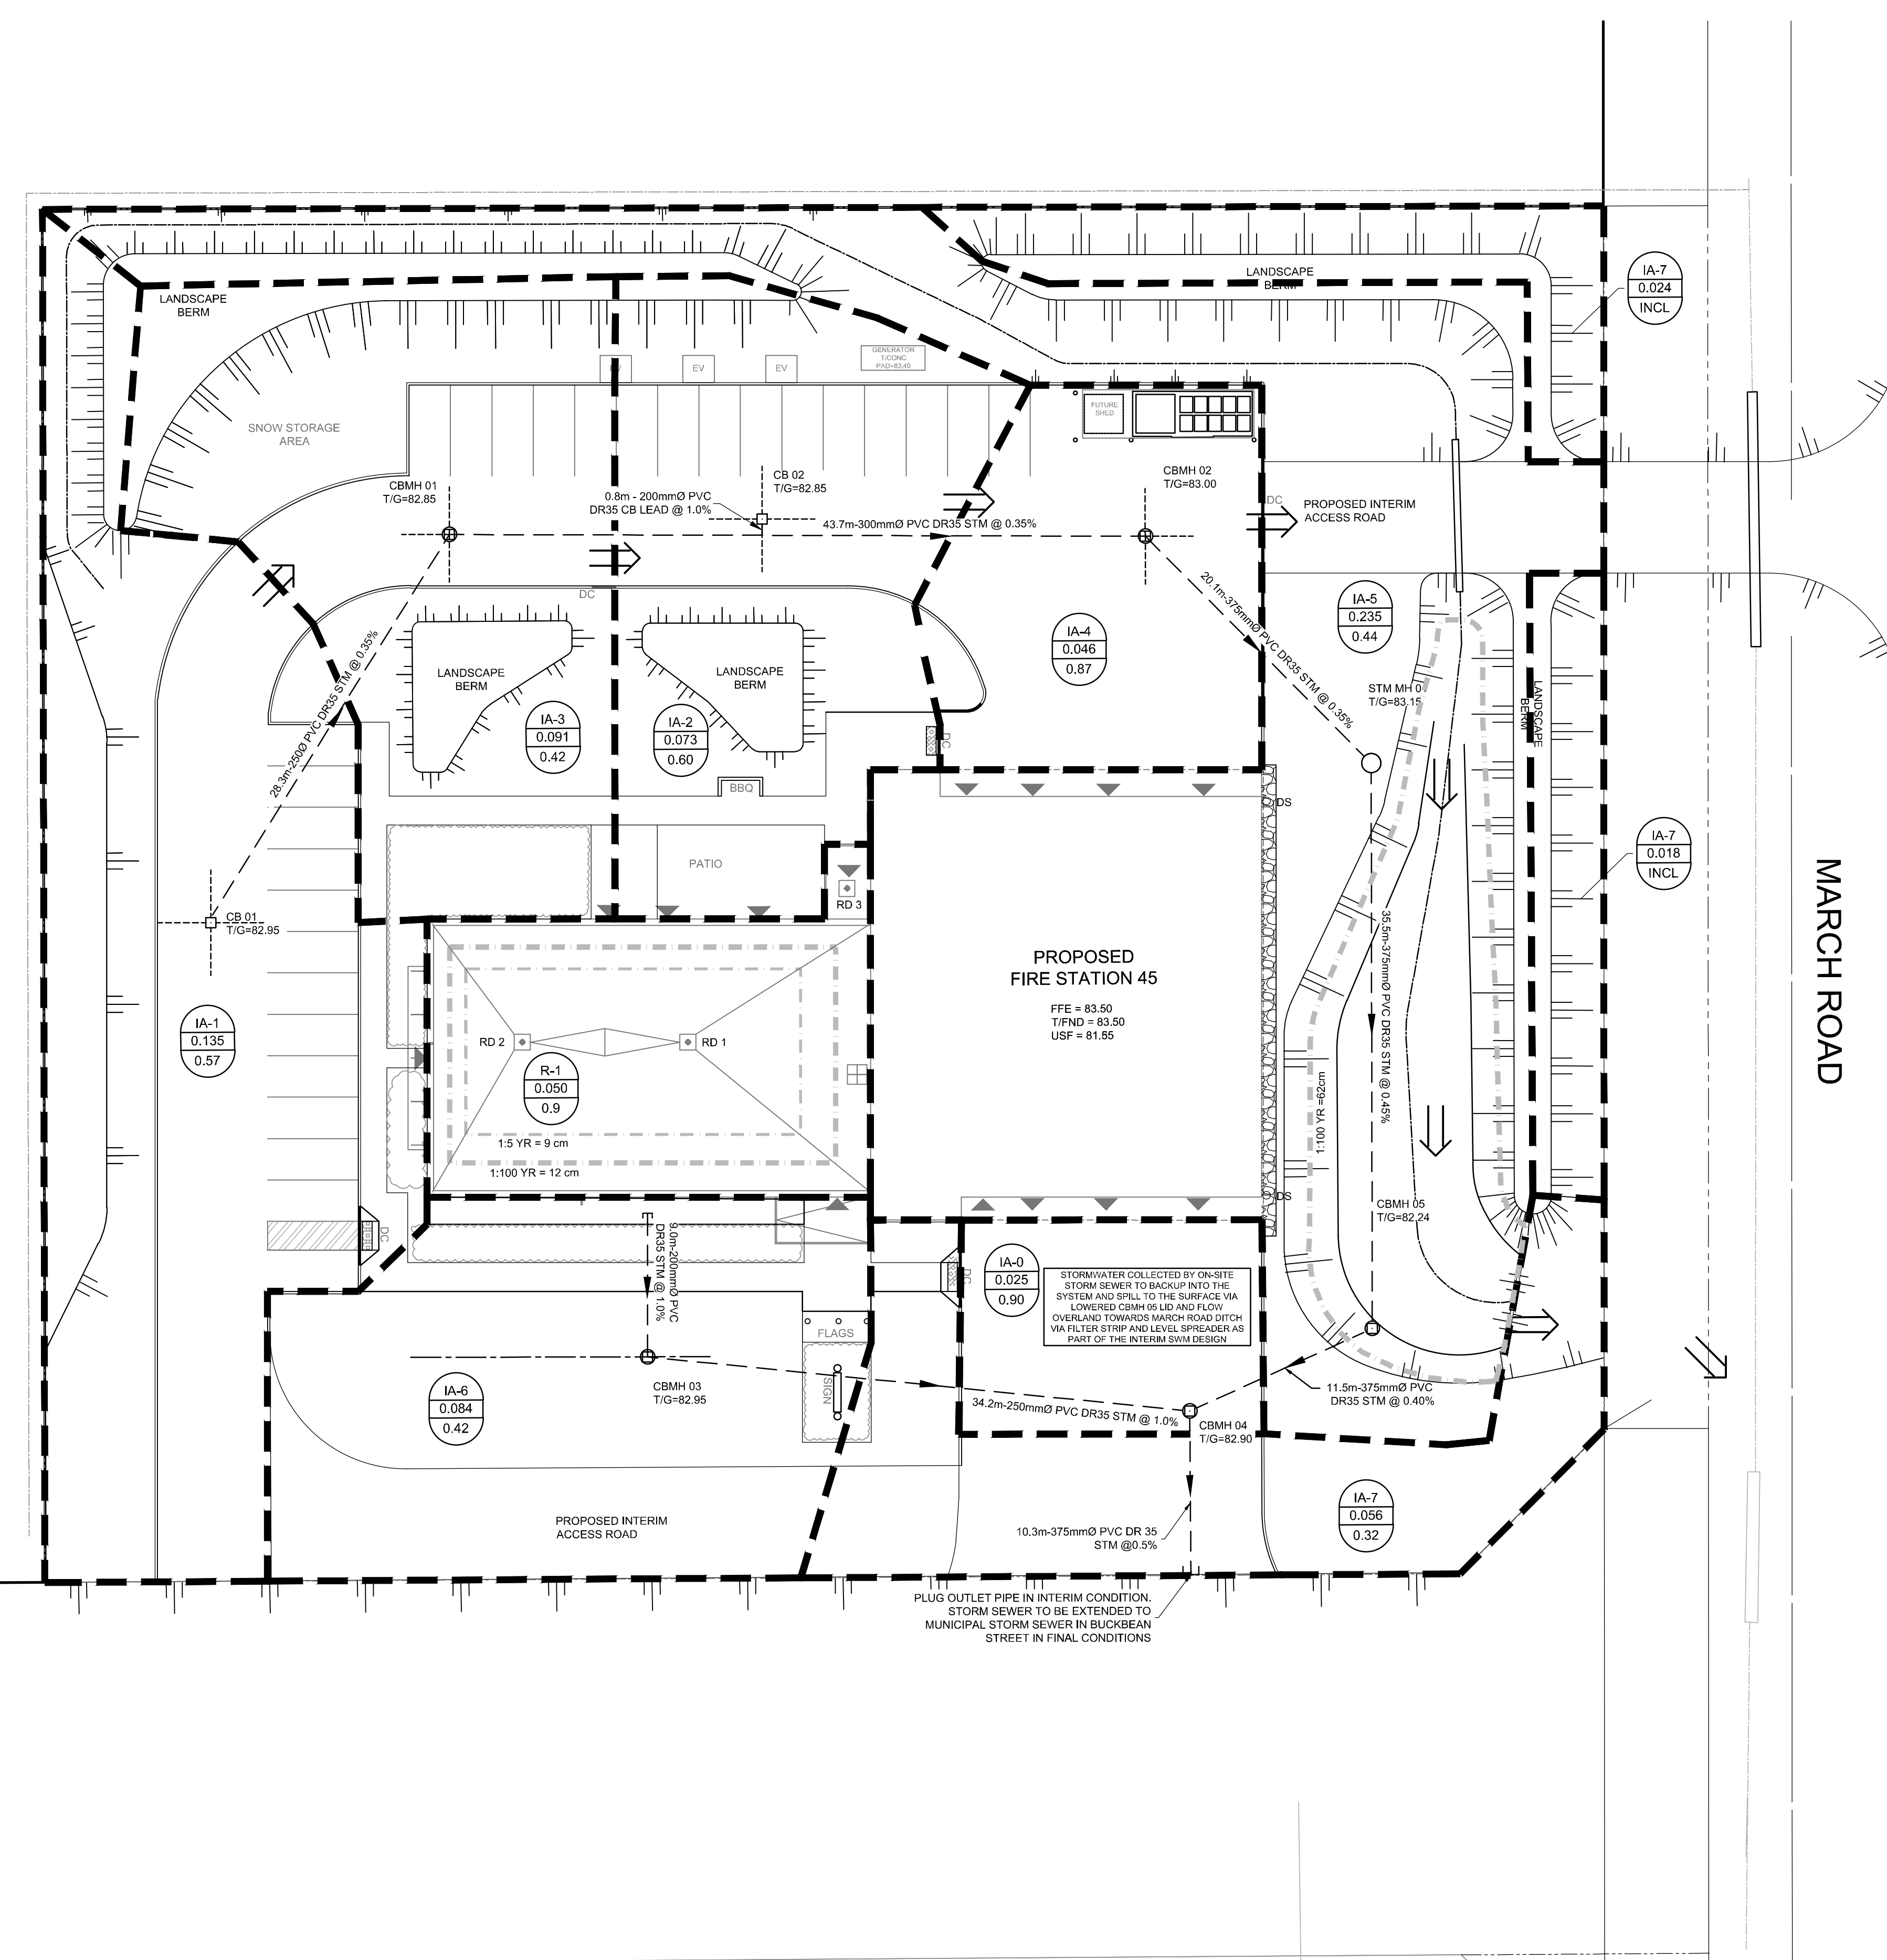 LANDSCAPE
BERM
IA-7
0.024
INCL
LANDSCAPE
BERM
GENERATOR
T/CONC
PAD=83.40
EV
EV
EV
FUTURE
SHED
SNOW STORAGE
AREA
CBMH 01
T/G=82.85
0.8m - 200mmØ PVC
DR35 CB LEAD @ 1.0%
CB 02
T/G=82.85
43.7m-300mmØ PVC DR35 STM @ 0.35%
CBMH 02
T/G=83.00
DC
PROPOSED INTERIM
ACCESS ROAD
DC
28.3m-250Ø PVC DR35 STM @ 0.35%
20.1m-375mmØ PVC DR35 STM @ 0.35%
IA-5
0.235
0.44
IA-4
0.046
0.87
LANDSCAPE
BERM
LANDSCAPE
BERM
STM MH 0
T/G=83.15
LANDSCAPE
BERM
IA-3
0.091
0.42
IA-2
0.073
0.60
DC
BBQ
DS
IA-7
0.018
INCL
PATIO
RD 3
MARCH ROAD
CB 01
T/G=82.95
35.5m-375mmØ PVC DR35 STM @ 0.45%
PROPOSED
FIRE STATION 45
FFE = 83.50
T/FND = 83.50
USF = 81.55
IA-1
0.135
0.57
RD 2
RD 1
R-1
0.050
0.9
1:5 YR = 9 cm
1:100 YR = 12 cm
1:100 YR =62cm
DS
CBMH 05
T/G=82.24
DC
9.0m-200mmØ PVC
DR35 STM @ 1.0%
DC
IA-0
0.025
0.90
STORMWATER COLLECTED BY ON-SITE
STORM SEWER TO BACKUP INTO THE
SYSTEM AND SPILL TO THE SURFACE VIA
LOWERED CBMH 05 LID AND FLOW
OVERLAND TOWARDS MARCH ROAD DITCH
VIA FILTER STRIP AND LEVEL SPREADER AS
PART OF THE INTERIM SWM DESIGN
FLAGS
SIGN
IA-6
0.084
0.42
CBMH 03
T/G=82.95
34.2m-250mmØ PVC DR35 STM @ 1.0%
11.5m-375mmØ PVC
DR35 STM @ 0.40%
CBMH 04
T/G=82.90
IA-7
0.056
0.32
PROPOSED INTERIM
ACCESS ROAD
10.3m-375mmØ PVC DR 35
STM @0.5%
PLUG OUTLET PIPE IN INTERIM CONDITION.
STORM SEWER TO BE EXTENDED TO
MUNICIPAL STORM SEWER IN BUCKBEAN
STREET IN FINAL CONDITIONS